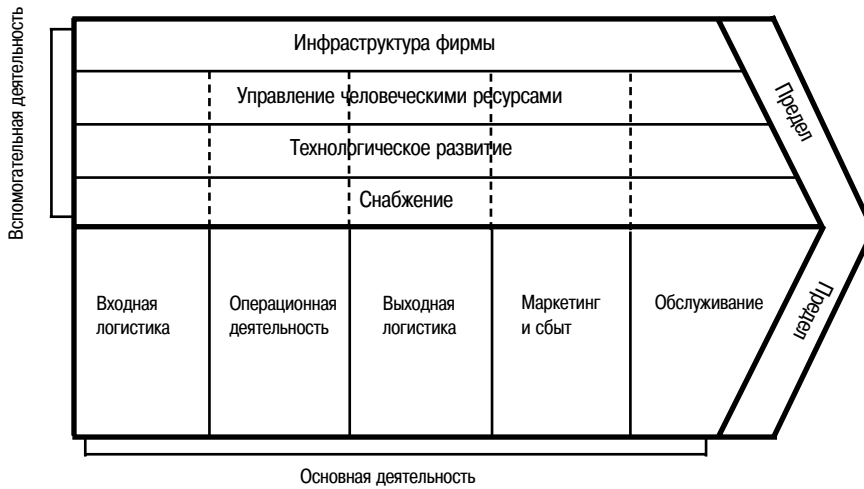 Вспомогательная деятельность
Инфраструктура фирмы
Управление человеческими ресурсами
Технологическое развитие
Снабжение
Предел
Входная
логистика
Операционная
деятельность
Выходная
логистика
Маркетинг
и сбыт
Обслуживание
Предел
Основная деятельность